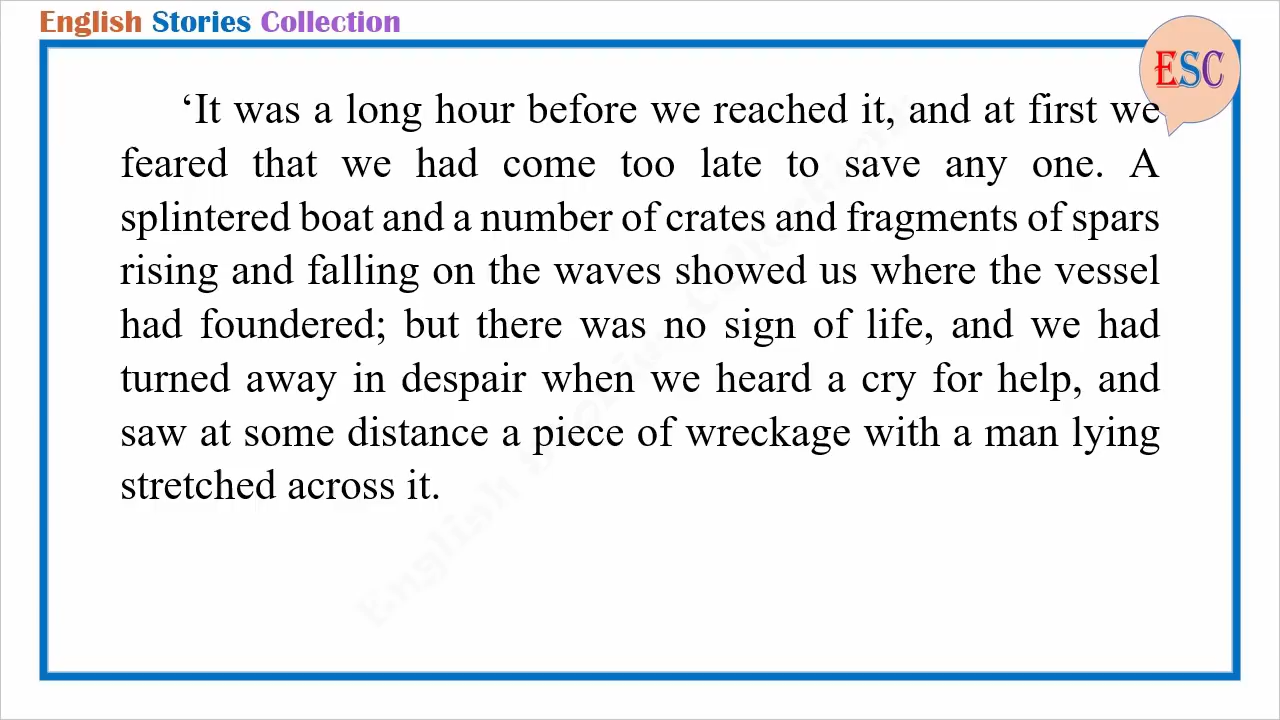 English Stories Collection
ESC
‘It was a long hour before we reached it, and at first we
feared that we had come too late to save any one. A
splintered boat and a number of crates and fragments of spars
rising and falling on the waves showed us where the vessel
had foundered; but there was no sign of life, and we had
turned away in despair when we heard a cry for help, and
saw at some distance a piece of wreckage with a man lying
stretched across it.
English Stories Collection